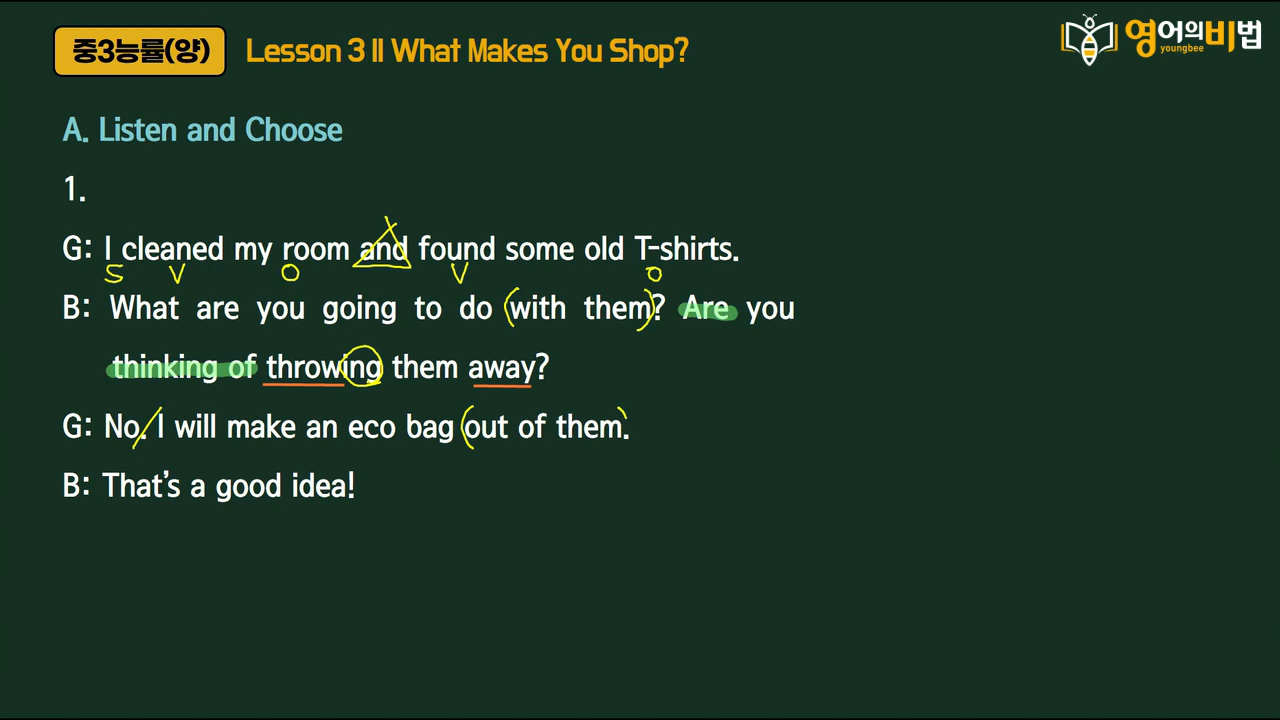 중3능률(양) Lesson 3 II What Makes You Shop?
영어의비법
youngbee
A. Listen and Choose
1.
G: I cleaned my room and found some old T-shirts.
S V O V O
B: What are you going to do (with them)? Are you
thinking of throwing them away?
G: No. I will make an eco bag (out of them).
B: That's a good idea!